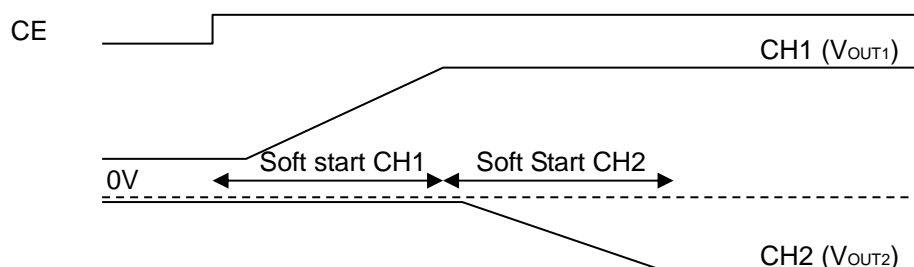 CE
CH1 (VOUT1)
Soft start CH1
Soft Start CH2
0V
CH2 (VOUT2)